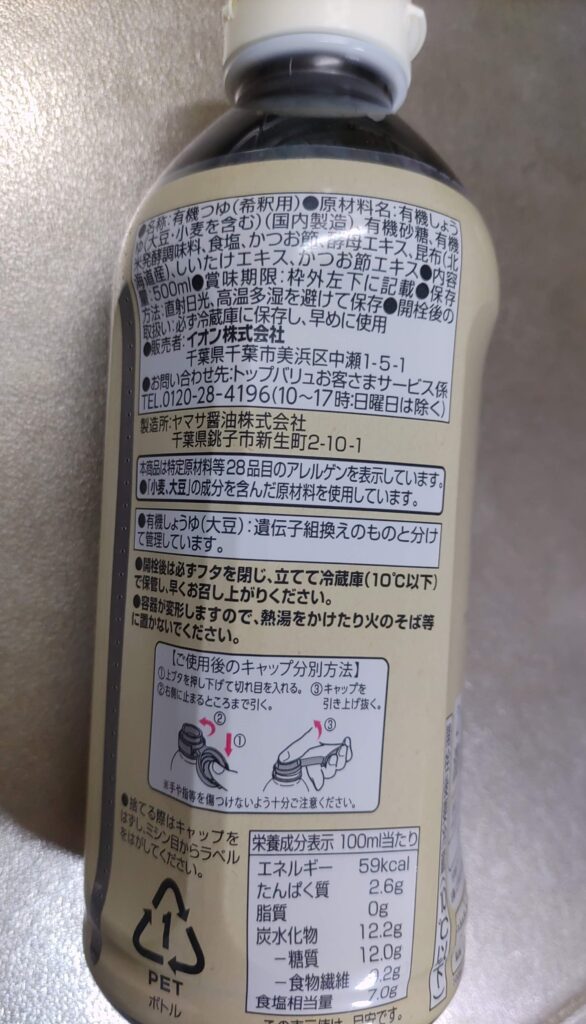 ●名称:有機つゆ(希釈用)●原材料名:有機しょう
ゆ(大豆・小麦を含む)(国内製造)、有機砂糖、有機
米発酵調味料、食塩、かつお節、酵母エキス、昆布(北
海道産)、しいたけエキス、かつお節エキス●内容
量:500ml●賞味期限:枠外左下に記載●保存
方法:直射日光、高温多湿を避けて保存●開栓後の
取扱い:必ず冷蔵庫に保存し、早めに使用
●販売者:イオン株式会社
千葉県千葉市美浜区中瀬1-5-1
●お問い合わせ先:トップバリュお客さまサービス係
TEL.0120-28-4196(10～17時:日曜日は除く)
製造所:ヤマサ醤油株式会社
千葉県銚子市新生町2-10-1
本商品は特定原材料等28品目のアレルゲンを表示しています。
●「小麦、大豆」の成分を含んだ原材料を使用しています。
●有機しょうゆ(大豆):遺伝子組換えのものと分け
て管理しています。
●開栓後は必ずフタを閉じ、立てて冷蔵庫(10℃以下)
で保管し、早くお召し上がりください。
●容器が変形しますので、熱湯をかけたり火のそば等
に置かないでください。
【ご使用後のキャップ分別方法】
①上ブタを押し下げて切れ目を入れる。 ③キャップを
②右側に止まるところまで引く。 引き上げ抜く。
② ① ③
※手や指等を傷つけないよう十分ご注意ください。
●捨てる際はキャップを
はずし、ミシン目からラベル
をはがしてください。
1
PET
ボトル
栄養成分表示 100ml当たり
エネルギー 59kcal
たんぱく質 2.6g
脂質 0g
炭水化物 12.2g
－糖質 12.0g
－食物繊維 0.2g
食塩相当量 7.0g
この表示値は、目安です。